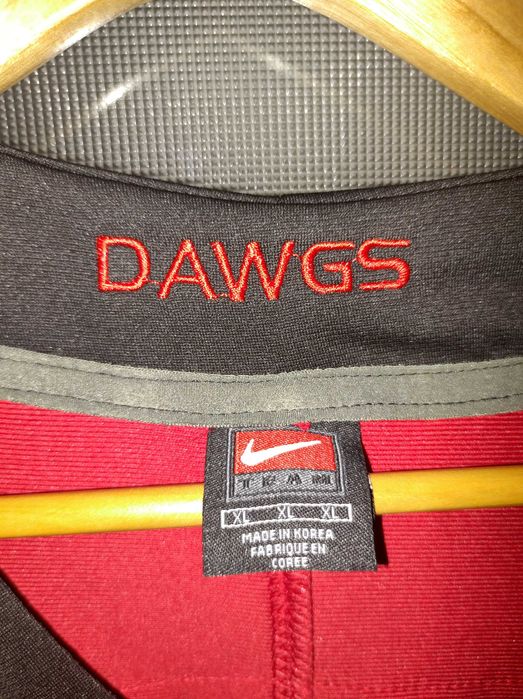 DAWGS
TEAM
XL XL XL
MADE IN KOREA
FABRIQUE EN
COREE